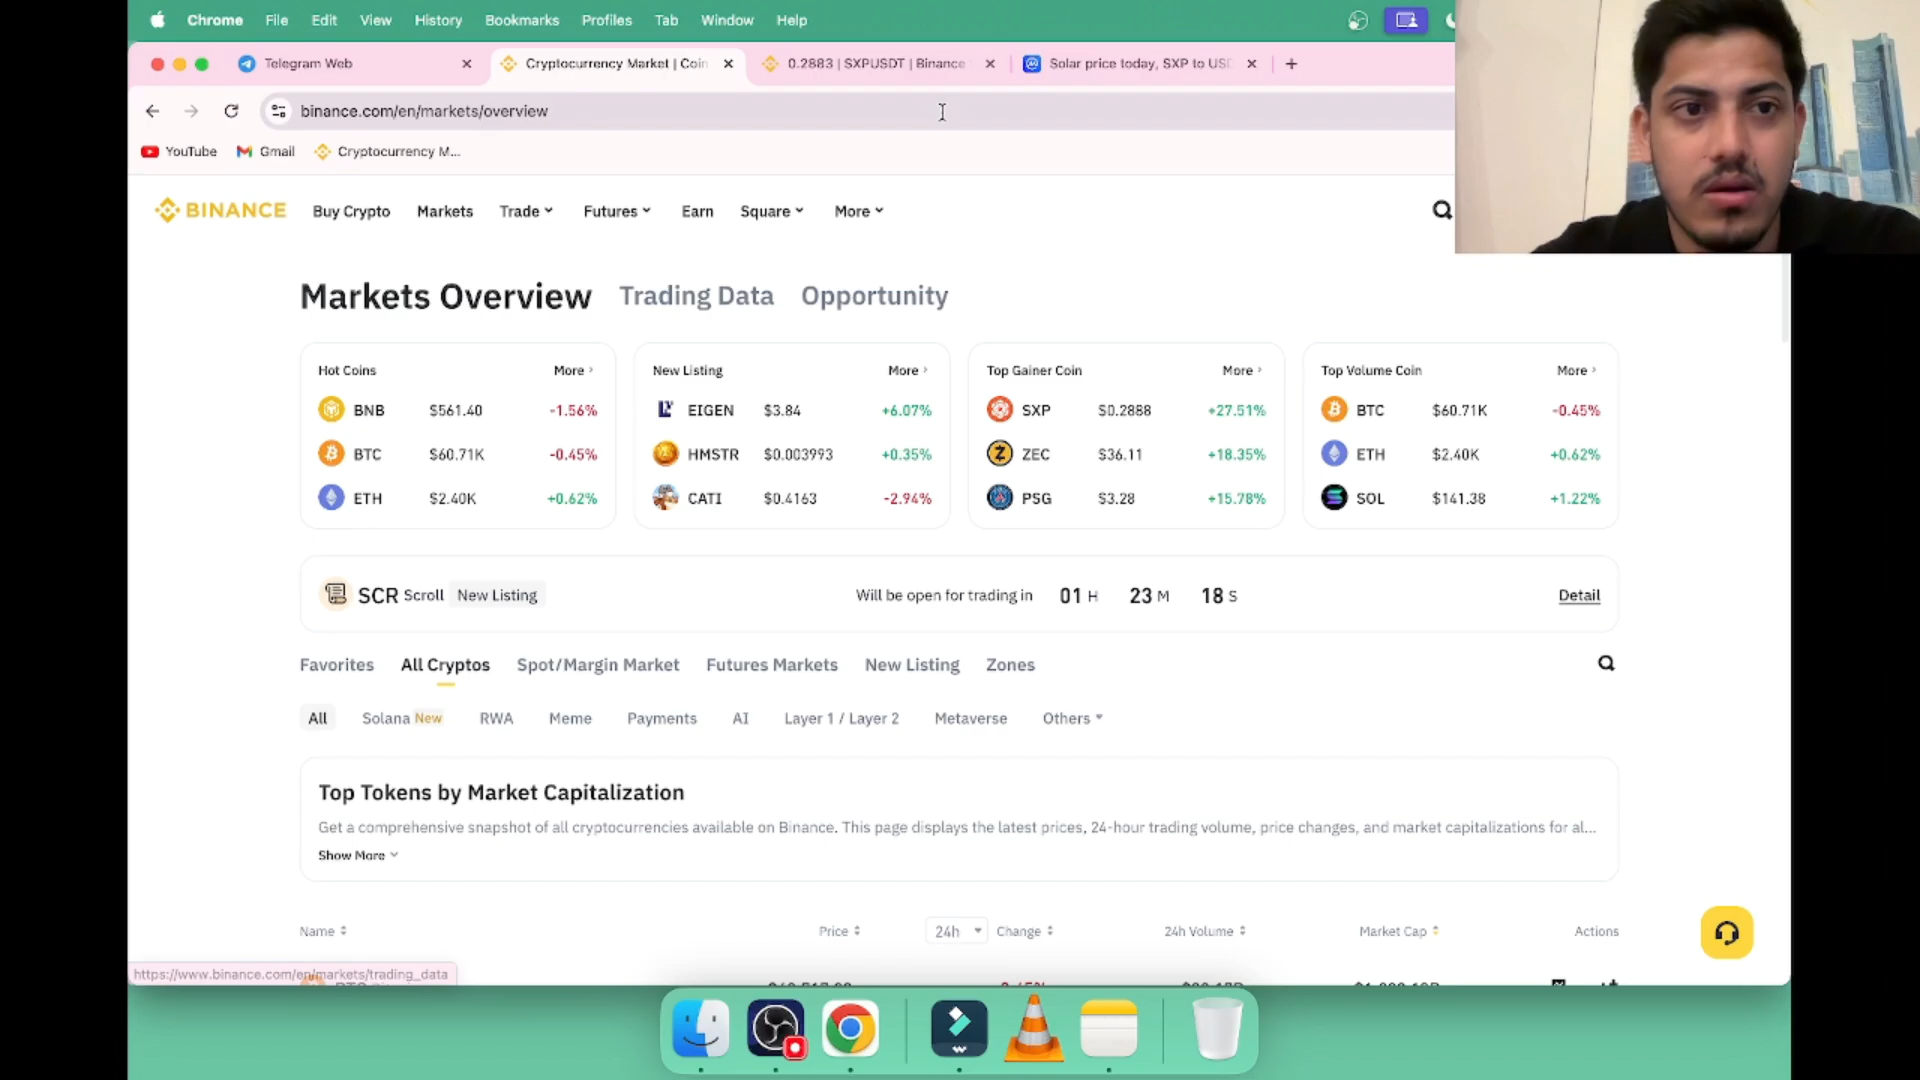 Chrome File Edit View History Bookmarks Profiles Tab Window Help
Telegram Web Cryptocurrency Market | Coin 0.2883 | SXPUSDT | Binance Solar price today, SXP to USD
binance.com/en/markets/overview
YouTube Gmail Cryptocurrency M...
BINANCE Buy Crypto Markets Trade Futures Earn Square More
Markets Overview Trading Data Opportunity
Hot Coins More New Listing More Top Gainer Coin More Top Volume Coin More
BNB $561.40 -1.56% EIGEN $3.84 +6.07% SXP $0.2888 +27.51% BTC $60.71K -0.45%
BTC $60.71K -0.45% HMSTR $0.003993 +0.35% ZEC $36.11 +18.35% ETH $2.40K +0.62%
ETH $2.40K +0.62% CATI $0.4163 -2.94% PSG $3.28 +15.78% SOL $141.38 +1.22%
SCR Scroll New Listing Will be open for trading in 01 H 23 M 18 S Detail
Favorites All Cryptos Spot/Margin Market Futures Markets New Listing Zones
All Solana New RWA Meme Payments AI Layer 1 / Layer 2 Metaverse Others
Top Tokens by Market Capitalization
Get a comprehensive snapshot of all cryptocurrencies available on Binance. This page displays the latest prices, 24-hour trading volume, price changes, and market capitalizations for al...
Show More
Name Price 24h Change 24h Volume Market Cap Actions
https://www.binance.com/en/markets/trading_data